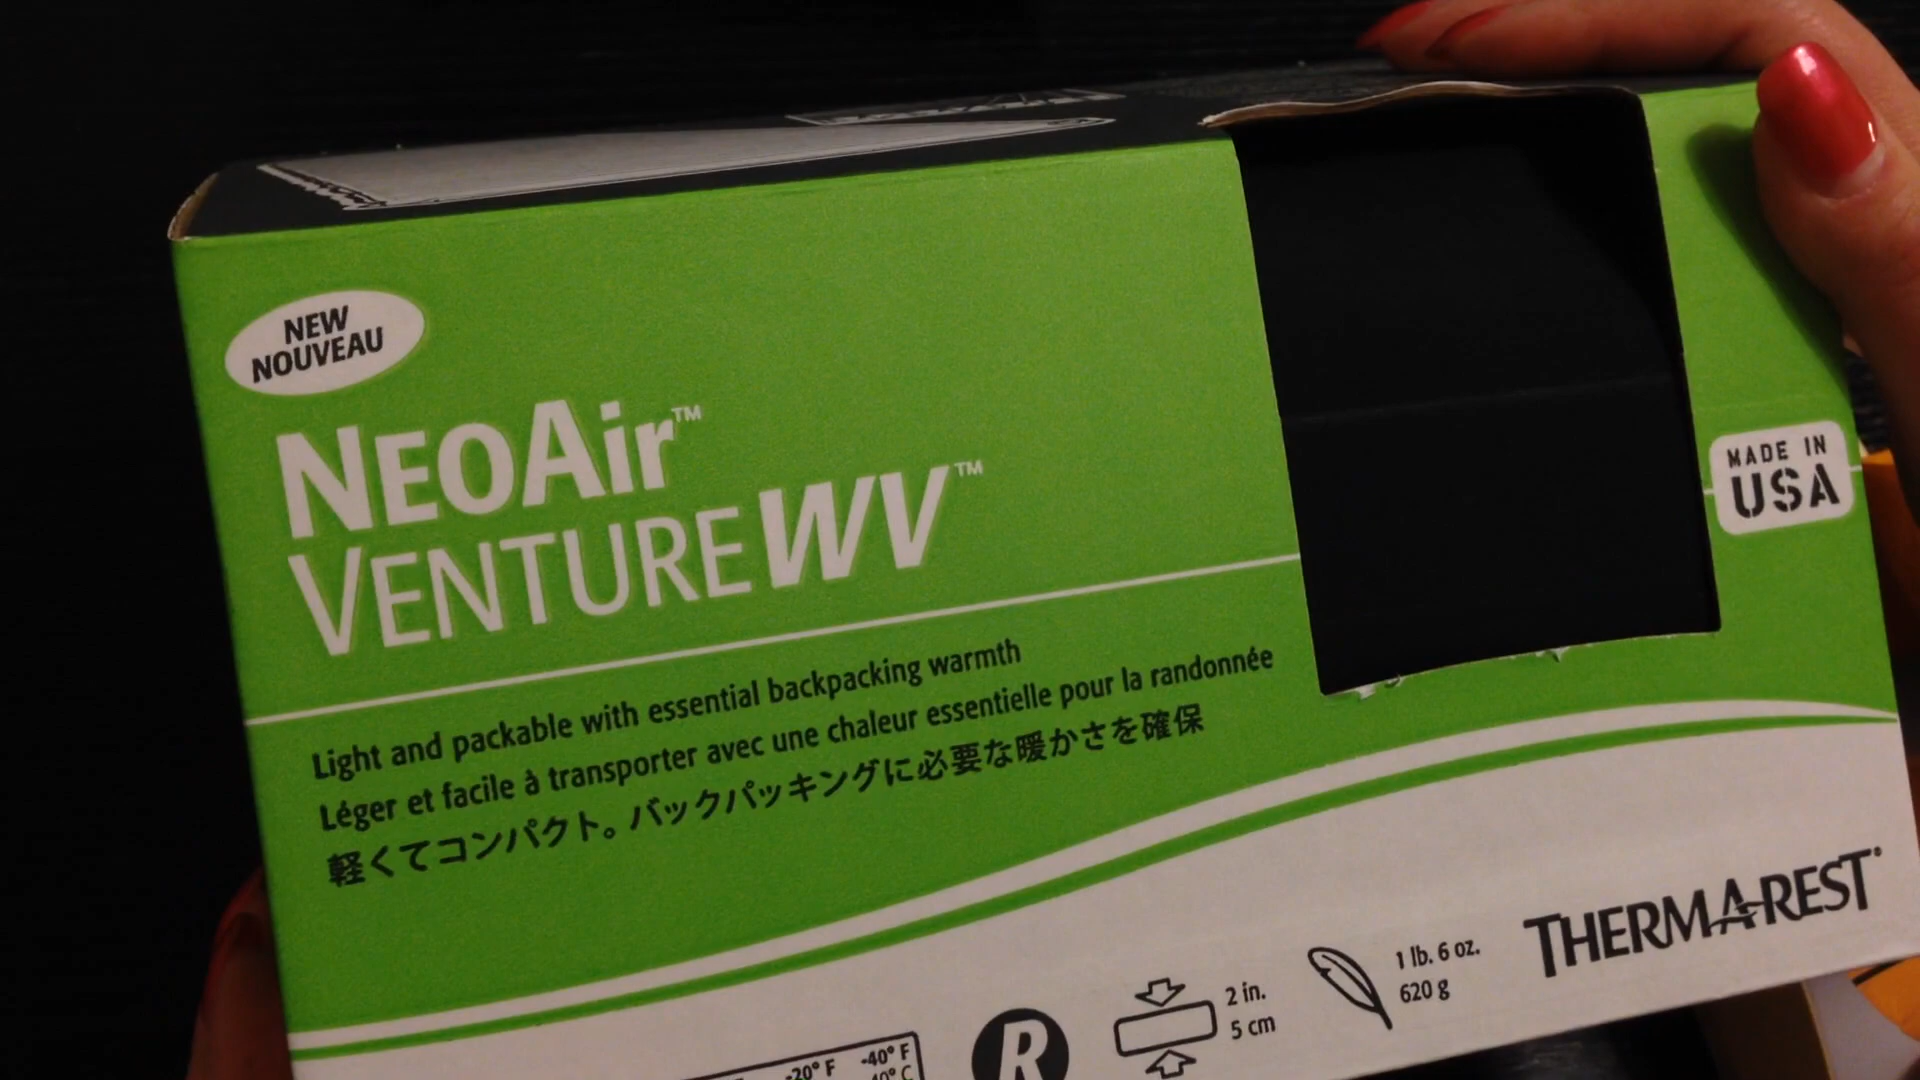 NEW
NOUVEAU
NEOAir™
VENTUREWV™
MADE IN
USA
Light and packable with essential backpacking warmth
Léger et facile à transporter avec une chaleur essentielle pour la randonnée
軽くてコンパクト。バックパッキングに必要な暖かさを確保
THERM-A-REST®
1 lb. 6 oz.
620 g
2 in.
5 cm
R
-20° F -40° F